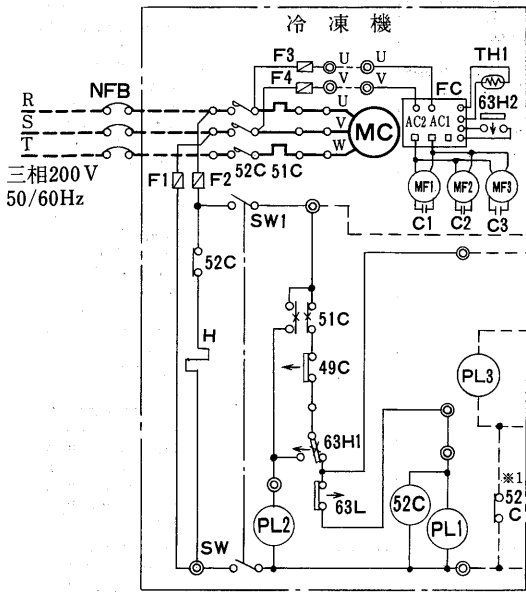 冷凍機
F3 U U
F4 V V
TH1
NFB
FC
63H2
R
S
T
U
V
W
MC
AC2 AC1
三相200V
50/60Hz
F1 F2
52C 51C
MF1 MF2 MF3
C1 C2 C3
SW1
52C
51C
H
49C
PL3
63H1
※1
52
C
63L
52C
PL2
PL1
SW